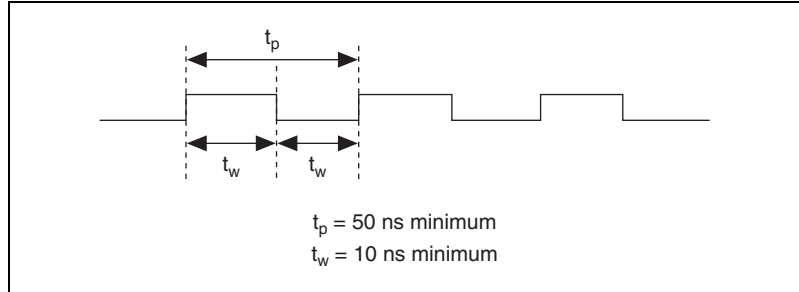 tp
tw tw
tp = 50 ns minimum
tw = 10 ns minimum